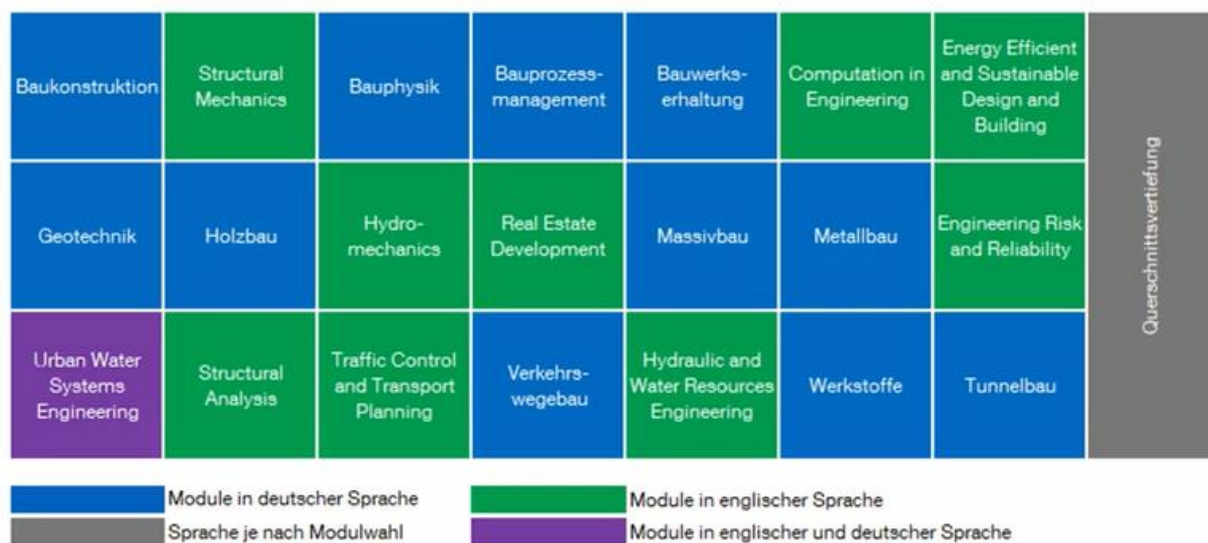 Baukonstruktion
Structural
Mechanics
Bauphysik
Bauprozess-
management
Bauwerks-
erhaltung
Computation in
Engineering
Energy Efficient
and Sustainable
Design and
Building
Geotechnik
Holzbau
Hydro-
mechanics
Real Estate
Development
Massivbau
Metallbau
Engineering Risk
and Reliability
Urban Water
Systems
Engineering
Structural
Analysis
Traffic Control
and Transport
Planning
Verkehrs-
wegebau
Hydraulic and
Water Resources
Engineering
Werkstoffe
Tunnelbau
Querschnittsvertiefung
Module in deutscher Sprache
Module in englischer Sprache
Sprache je nach Modulwahl
Module in englischer und deutscher Sprache